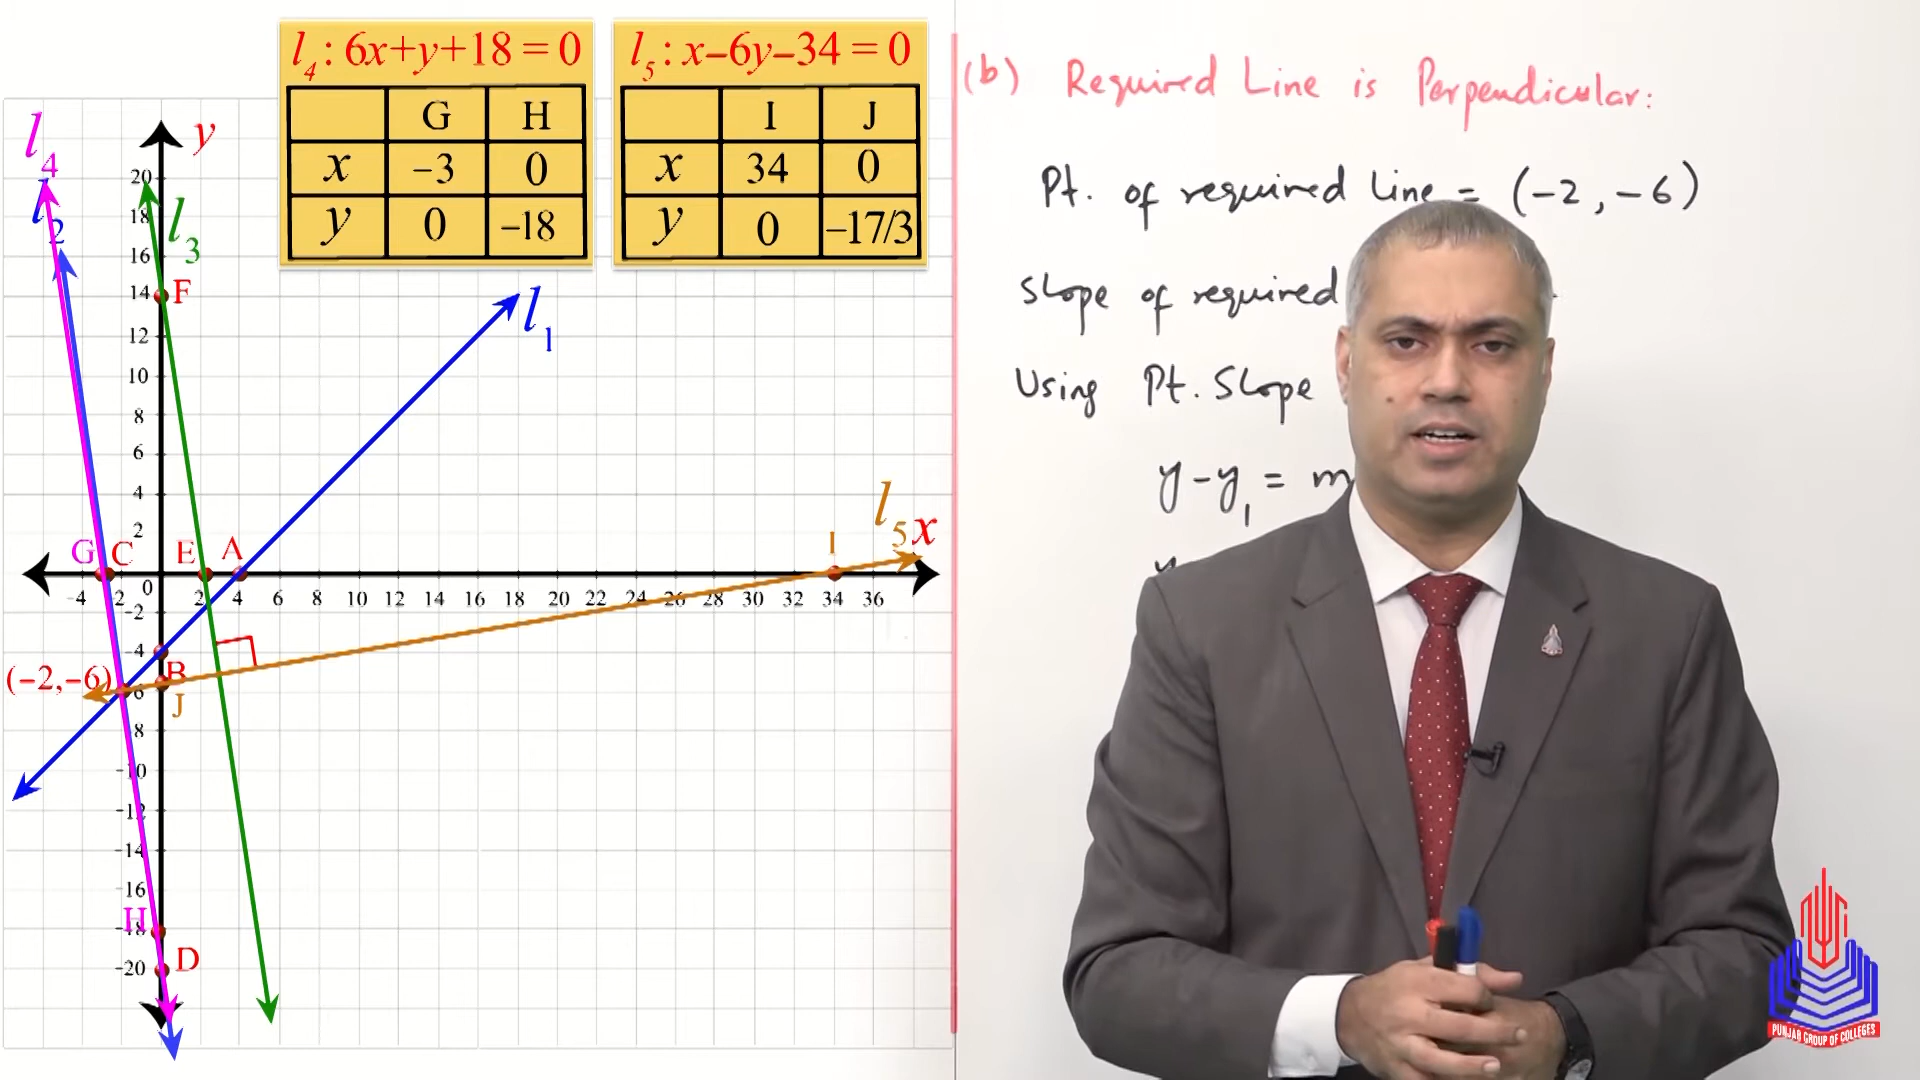 l₄ : 6x+y+18 = 0
G H
x −3 0
y 0 −18
l₅ : x−6y−34 = 0
I J
x 34 0
y 0 −17/3
(b) Required Line is Perpendicular:
Pt. of required Line = (-2, -6)
Slope of required
Using Pt. Slope
y - y₁ = m
l₄
l₂
y
l₃
20
18
16
14 F
12
l₁
10
8
6
4
2
l₅ x
G C E A I
0
-4 -2 2 4 6 8 10 12 14 16 18 20 22 24 26 28 30 32 34 36
-2
-4
B
(-2,-6) -6
J
-8
-10
-12
-14
-16
H
-18
D
-20
PUNJAB GROUP OF COLLEGES